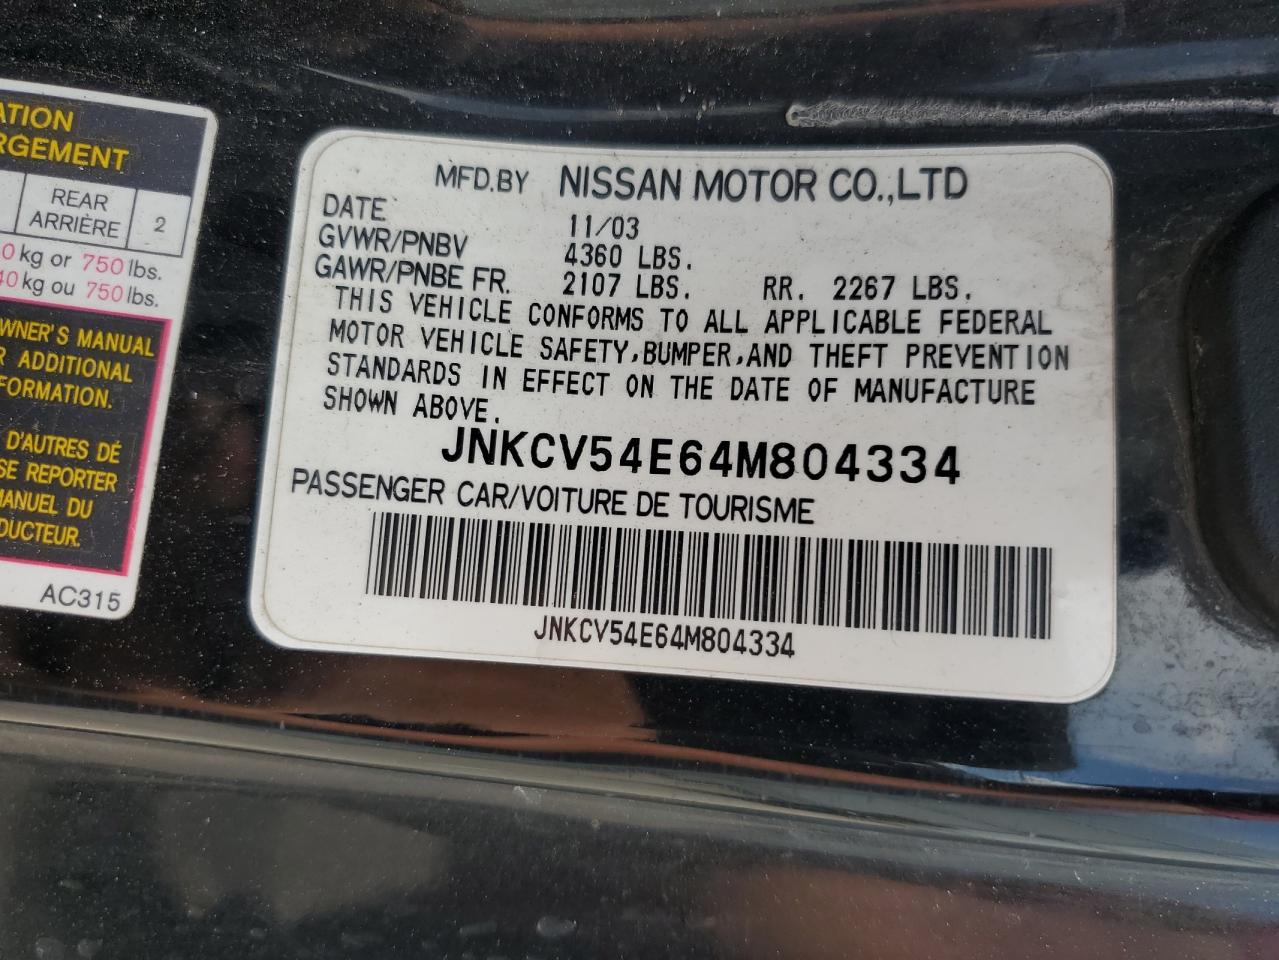 ATION
RGEMENT
REAR
ARRIÈRE
2
0 kg or 750 lbs.
40 kg ou 750 lbs.
WNER'S MANUAL
R ADDITIONAL
FORMATION.
D'AUTRES DÉ
SE REPORTER
MANUEL DU
DUCTEUR.
AC315
MFD.BY NISSAN MOTOR CO.,LTD
DATE 11/03
GVWR/PNBV 4360 LBS.
GAWR/PNBE FR. 2107 LBS. RR. 2267 LBS.
THIS VEHICLE CONFORMS TO ALL APPLICABLE FEDERAL
MOTOR VEHICLE SAFETY,BUMPER,AND THEFT PREVENTION
STANDARDS IN EFFECT ON THE DATE OF MANUFACTURE
SHOWN ABOVE.
JNKCV54E64M804334
PASSENGER CAR/VOITURE DE TOURISME
JNKCV54E64M804334